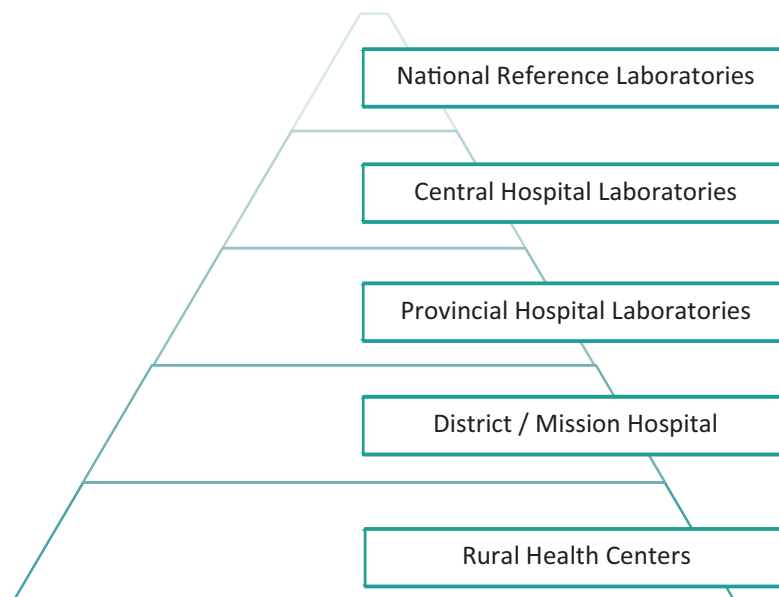 National Reference Laboratories
Central Hospital Laboratories
Provincial Hospital Laboratories
District / Mission Hospital
Rural Health Centers